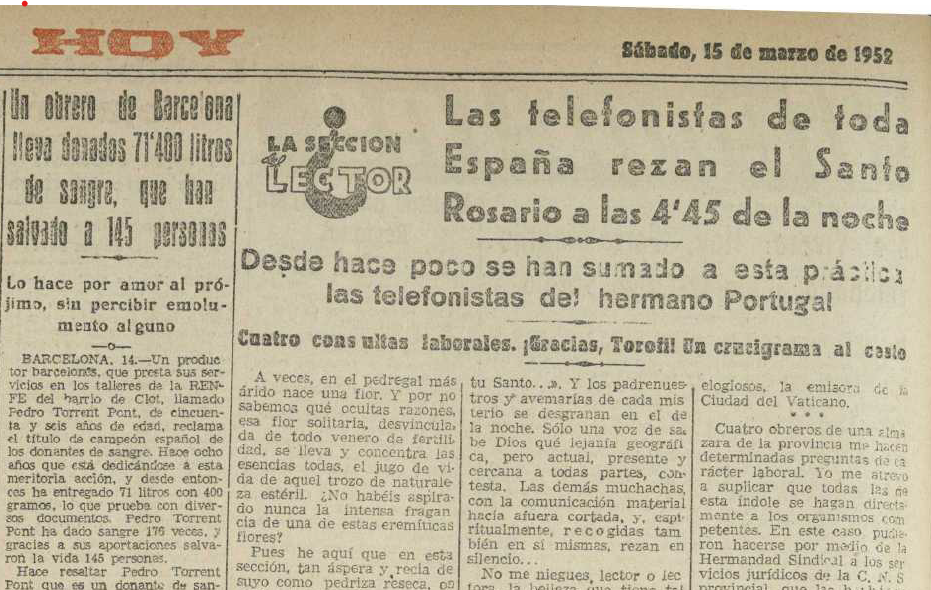 HOY
Sábado, 15 de marzo de 1952
Un obrero de Barcelona
lleva donados 71'400 litros
de sangre, que han
salvado a 145 personas
Lo hace por amor al pró-
jimo, sin percibir emolu-
mento alguno
BARCELONA, 14.—Un produc-
tor barcelonés, que presta sus ser-
vicios en los talleres de la REN-
FE del barrio de Clot, llamado
Pedro Torrent Pont, de cincuen-
ta y seis años de edad, reclama
el título de campeón español de
los donantes de sangre. Hace ocho
años que está dedicándose a esta
meritoria acción, y desde enton-
ces ha entregado 71 litros con 400
gramos, lo que prueba con diver-
sos documentos. Pedro Torrent
Pont ha dado sangre 176 veces, y
gracias a sus aportaciones salva-
ron la vida 145 personas.
Hace resaltar Pedro Torrent
Pont que es un donante de san-
LA SECCION
del
LECTOR
Las telefonistas de toda
España rezan el Santo
Rosario a las 4'45 de la noche
Desde hace poco se han sumado a esta práctica
las telefonistas del hermano Portugal
Cuatro consultas laborales. ¡Gracias, Torofi! Un crucigrama al cesto
A veces, en el pedregal más
árido nace una flor. Y por no
sabemos qué ocultas razones,
esa flor solitaria, desvincula-
da de todo venero de fertili-
dad, se lleva y concentra las
esencias todas, el jugo de vi-
da de aquel trozo de naturale-
za estéril. ¿No habéis aspira-
do nunca la intensa fragan-
cia de una de estas eremíticas
flores?
Pues he aquí que en esta
sección, tan áspera y recia de
suyo como pedriza reseca, os
tu Santo...». Y los padrenues-
tros y avemarías de cada mis-
terio se desgranan en el de
la noche. Sólo una voz de sa-
be Dios qué lejanía geográfi-
ca, pero actual, presente y
cercana a todas partes, con-
testa. Las demás muchachas,
con la comunicación material
hacia afuera cortada, y, espi-
ritualmente, recogidas tam-
bién en sí mismas, rezan en
silencio...
No me niegues, lector o lec-
tora, la belleza que tiene tal
elogiosos, la emisora de la
Ciudad del Vaticano.
* * *
Cuatro obreros de una alma-
zara de la provincia me hacen
determinadas preguntas de ca-
rácter laboral. Yo me atrevo
a suplicar que todas las de
esta índole se hagan directa-
mente a los organismos com-
petentes. En este caso, pudie-
ron hacerse por medio de la
Hermandad Sindical a los ser-
vicios jurídicos de la C. N. S.
provincial, que las